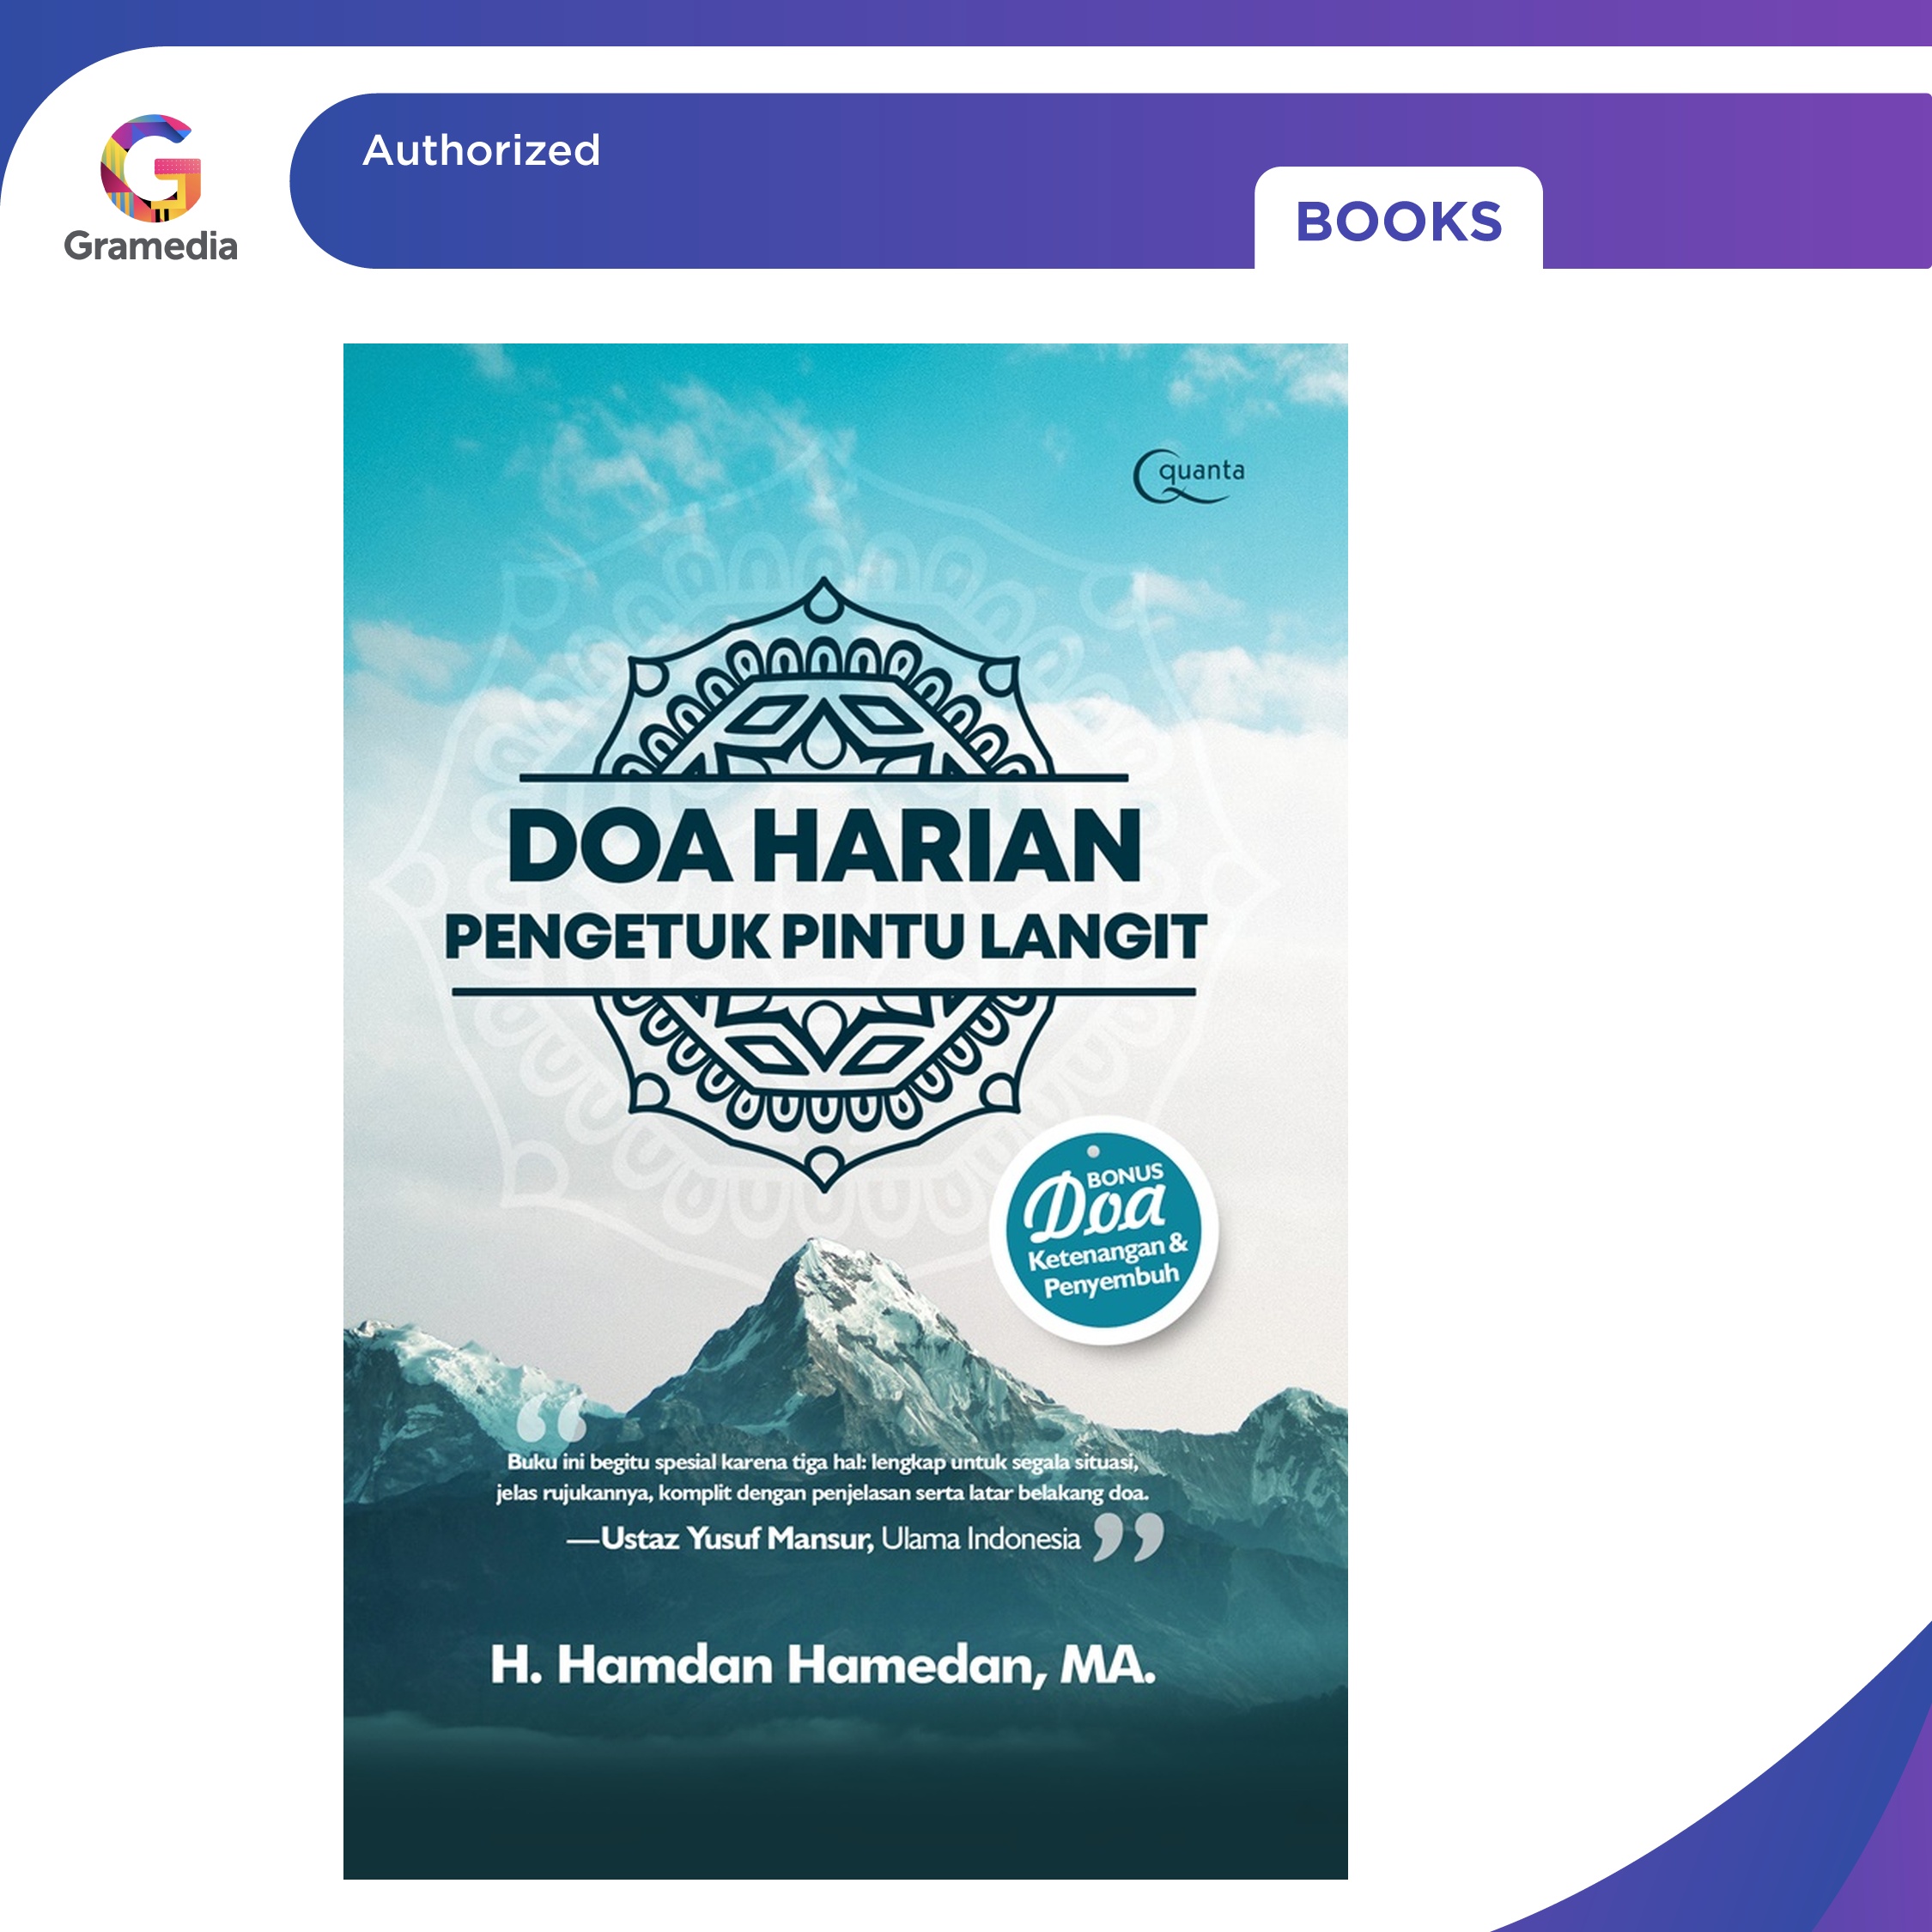 Gramedia
Authorized
BOOKS
quanta
DOA HARIAN
PENGETUK PINTU LANGIT
BONUS
Doa
Ketenangan &
Penyembuh
“
Buku ini begitu spesial karena tiga hal: lengkap untuk segala situasi,
jelas rujukannya, komplit dengan penjelasan serta latar belakang doa.
—Ustaz Yusuf Mansur, Ulama Indonesia ”
H. Hamdan Hamedan, MA.